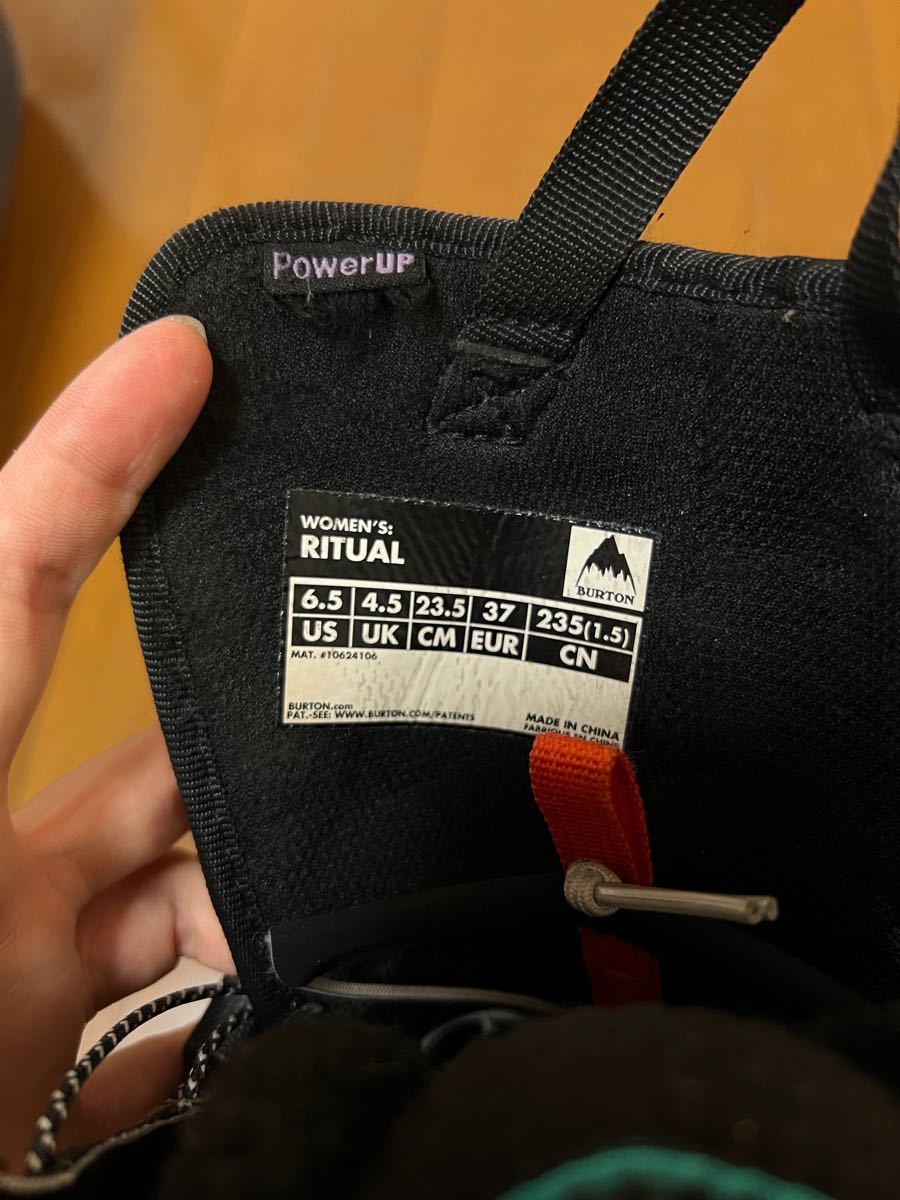 PowerUP
WOMEN'S:
RITUAL
BURTON
6.5 4.5 23.5 37 235(1.5)
US UK CM EUR CN
MAT. #10624106
BURTON.com
PAT.-SEE: WWW.BURTON.COM/PATENTS
MADE IN CHINA
FABRIQUE EN CHINE